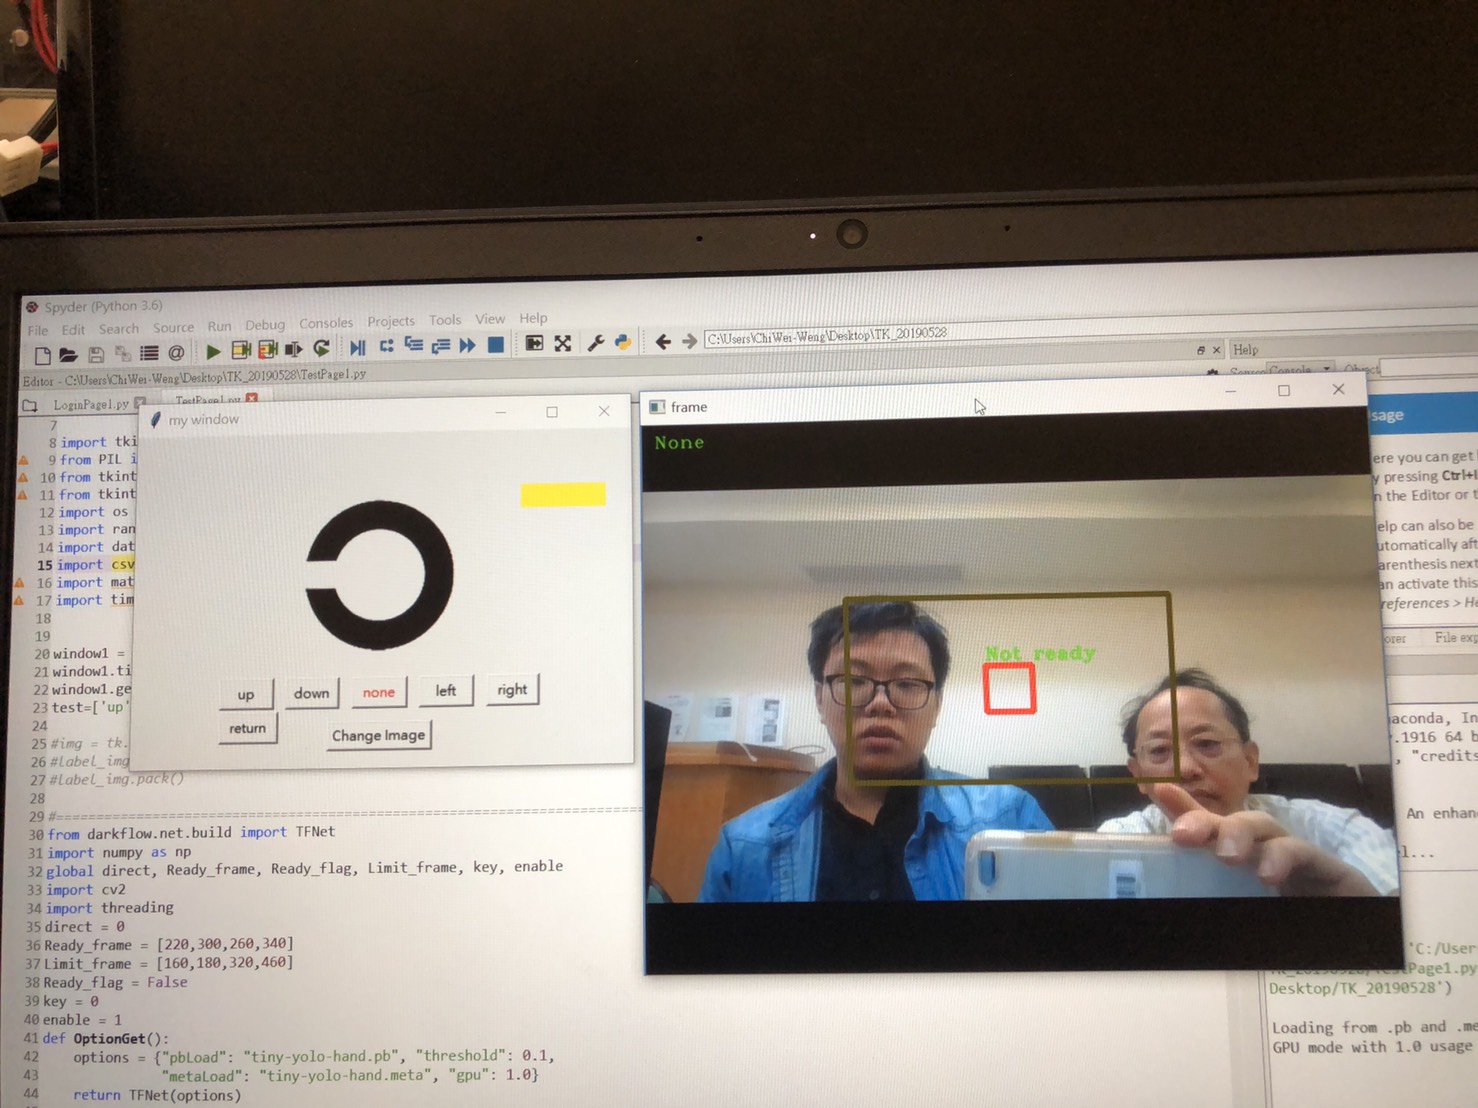 Spyder (Python 3.6)
File Edit Search Source Run Debug Consoles Projects Tools View Help
C:\Users\ChiWei-Weng\Desktop\TK_20190528
Editor - C:\Users\ChiWei-Weng\Desktop\TK_20190528\TestPage1.py
Help
Source Console Object
LoginPage1.py TestPage1.py
my window
up down none left right
return Change Image
frame
None
Not ready
7
8 import tki
9 from PIL i
10 from tkint
11 from tkint
12 import os
13 import ran
14 import dat
15 import csv
16 import mat
17 import tim
18
19
20 window1 =
21 window1.ti
22 window1.ge
23 test=['up'
24
25 #img = tk.
26 #Label_img
27 #Label_img.pack()
28
29 #==================================================
30 from darkflow.net.build import TFNet
31 import numpy as np
32 global direct, Ready_frame, Ready_flag, Limit_frame, key, enable
33 import cv2
34 import threading
35 direct = 0
36 Ready_frame = [220,300,260,340]
37 Limit_frame = [160,180,320,460]
38 Ready_flag = False
39 key = 0
40 enable = 1
41 def OptionGet():
42 options = {"pbLoad": "tiny-yolo-hand.pb", "threshold": 0.1,
43 "metaLoad": "tiny-yolo-hand.meta", "gpu": 1.0}
44 return TFNet(options)
sage
ere you can get
y pressing Ctrl+I
n the Editor or t
elp can also be
utomatically aft
arenthesis next
an activate this
references > He
orer File exp
aconda, In
.1916 64 b
, "credits
An enhan
l...
'C:/User
TK_20190528/TestPage1.py
Desktop/TK_20190528')
Loading from .pb and .me
GPU mode with 1.0 usage